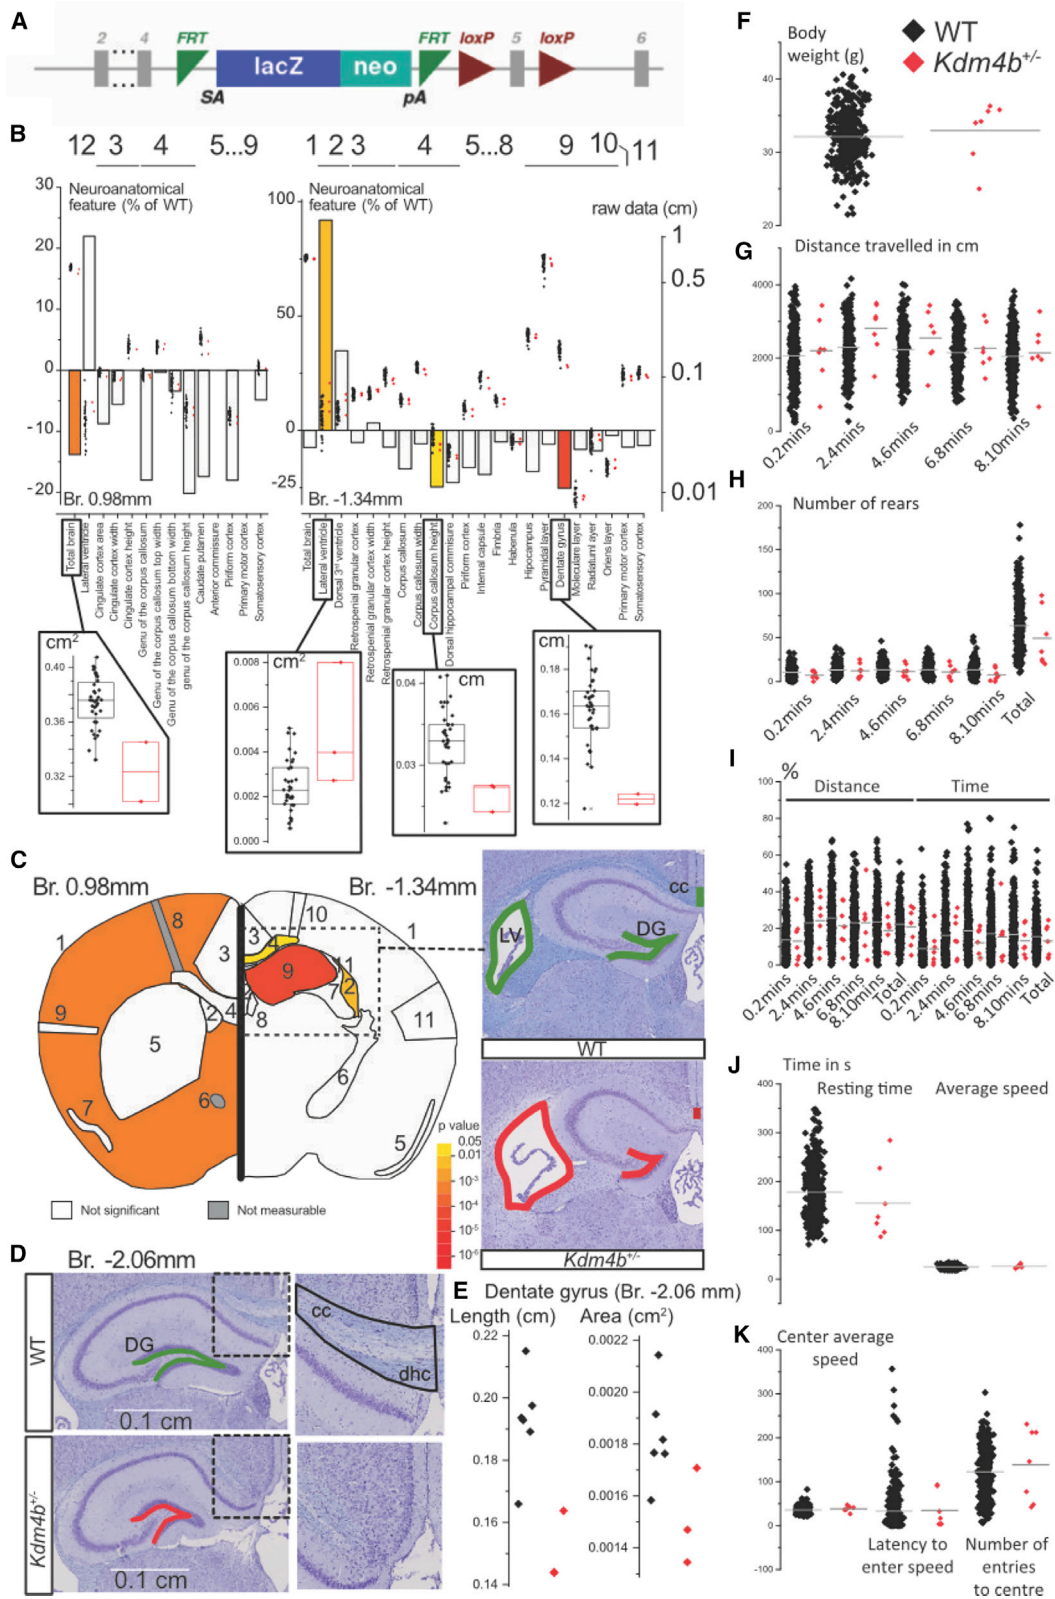 A
2
4
FRT
lacZ
neo
FRT
loxP
5
loxP
6
SA
pA
B
12 3 4 5...9
Neuroanatomical
feature (% of WT)
30
20
10
0
-10
-20
Br. 0.98mm
Total brain
Lateral ventricle
Cingulate cortex area
Cingulate cortex width
Cingulate cortex height
Genu of the corpus callosum
Genu of the corpus callosum top width
Genu of the corpus callosum bottom width
genu of the corpus callosum height
Caudate putamen
Anterior commissure
Piriform cortex
Primary motor cortex
Somatosensory cortex
1 2 3 4 5...8 9 10 11
Neuroanatomical
feature (% of WT)
raw data (cm)
100
50
0
-25
1
0.5
0.1
0.01
Br. -1.34mm
Total brain
Lateral ventricle
Dorsal 3rd ventricle
Retrospenial granular cortex
Retrospenial granular cortex width
Retrospenial granular cortex height
Corpus callosum
Corpus callosum width
Corpus callosum height
Dorsal hippocampal commisure
Piriform cortex
Internal capsule
Fimbria
Habenula
Hipocampus
Pyramidal layer
Dentate gyrus
Moleculare layer
Radiatuml layer
Oriens layer
Primary motor cortex
Somatosensory cortex
cm2
0.40
0.36
0.32
cm2
0.008
0.006
0.004
0.002
0.000
cm
0.04
0.03
cm
0.18
0.16
0.14
0.12
C
Br. 0.98mm
Br. -1.34mm
1
8
3
2
4
9
5
6
7
3
4
10
1
9
11
2
7
8
11
6
5
LV
DG
cc
WT
Kdm4b+/-
p value
0.05
0.01
10-3
10-4
10-5
10-6
Not significant
Not measurable
D
Br. -2.06mm
WT
DG
0.1 cm
cc
dhc
Kdm4b+/-
0.1 cm
E
Dentate gyrus (Br. -2.06 mm)
Length (cm)
Area (cm2)
0.22
0.20
0.18
0.16
0.14
0.0022
0.0020
0.0018
0.0016
0.0014
F
Body
weight (g)
WT
Kdm4b+/-
40
30
20
G
Distance travelled in cm
4000
2000
0
0.2mins
2.4mins
4.6mins
6.8mins
8.10mins
H
Number of rears
200
150
100
50
0
0.2mins
2.4mins
4.6mins
6.8mins
8.10mins
Total
I
%
Distance
Time
100
80
60
40
20
0
0.2mins
2.4mins
4.6mins
6.8mins
8.10mins
Total
0.2mins
2.4mins
4.6mins
6.8mins
8.10mins
Total
J
Time in s
Resting time
Average speed
400
300
200
100
0
K
Center average
speed
400
300
200
100
0
-100
Latency to
enter speed
Number of
entries
to centre